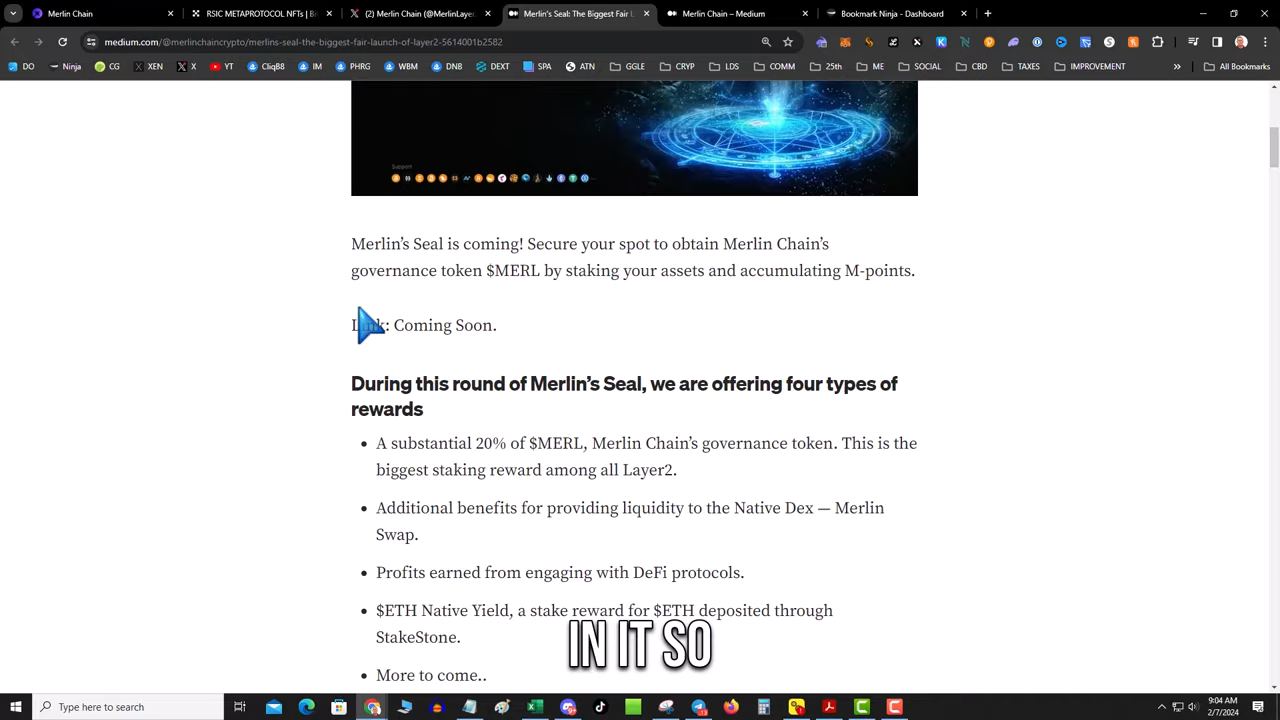 Merlin Chain
RSIC METAPROTOCOL NFTs | Bi
(2) Merlin Chain (@MerlinLaye
Merlin's Seal: The Biggest Fair L
Merlin Chain – Medium
Bookmark Ninja - Dashboard
medium.com/@merlinchaincrypto/merlins-seal-the-biggest-fair-launch-of-layer2-5614001b2582
DO Ninja CG XEN X YT CliqB8 IM PHRG WBM DNB DEXT SPA ATN GGLE CRYP LDS COMM 25th ME SOCIAL CBD TAXES IMPROVEMENT » All Bookmarks
Support
Merlin's Seal is coming! Secure your spot to obtain Merlin Chain's
governance token $MERL by staking your assets and accumulating M-points.
Link: Coming Soon.
During this round of Merlin's Seal, we are offering four types of
rewards
• A substantial 20% of $MERL, Merlin Chain's governance token. This is the
biggest staking reward among all Layer2.
• Additional benefits for providing liquidity to the Native Dex — Merlin
Swap.
• Profits earned from engaging with DeFi protocols.
• $ETH Native Yield, a stake reward for $ETH deposited through
StakeStone.
IN IT SO
• More to come..
Type here to search
9:04 AM
2/7/2024